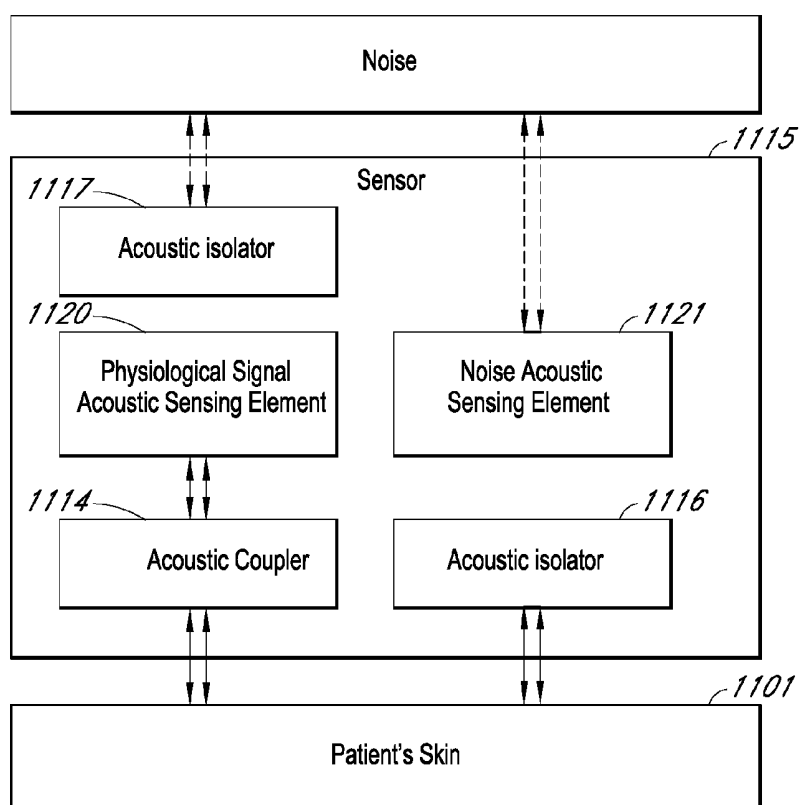 Noise
1115
Sensor
1117
Acoustic isolator
1120
Physiological Signal
Acoustic Sensing Element
1121
Noise Acoustic
Sensing Element
1114
Acoustic Coupler
1116
Acoustic isolator
1101
Patient's Skin